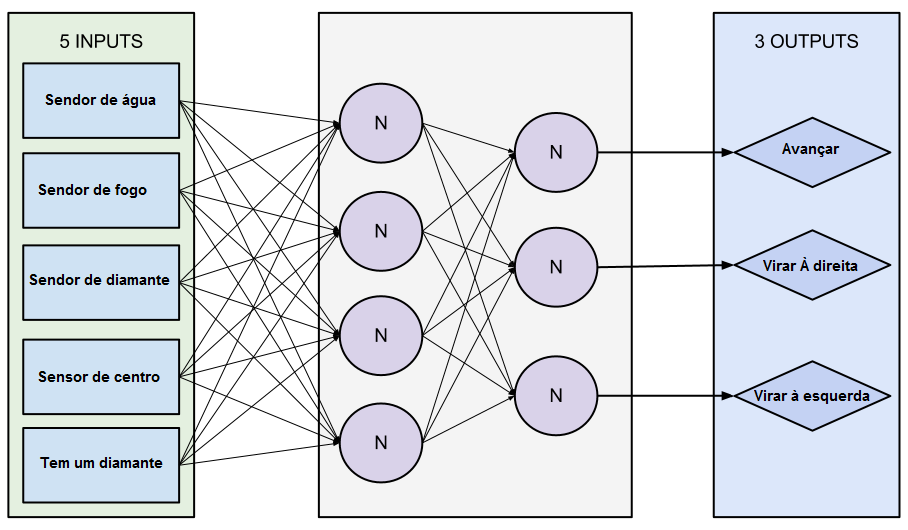 5 INPUTS
Sendor de água
Sendor de fogo
Sendor de diamante
Sensor de centro
Tem um diamante
N
N
N
N
N
N
N
3 OUTPUTS
Avançar
Virar À direita
Virar à esquerda